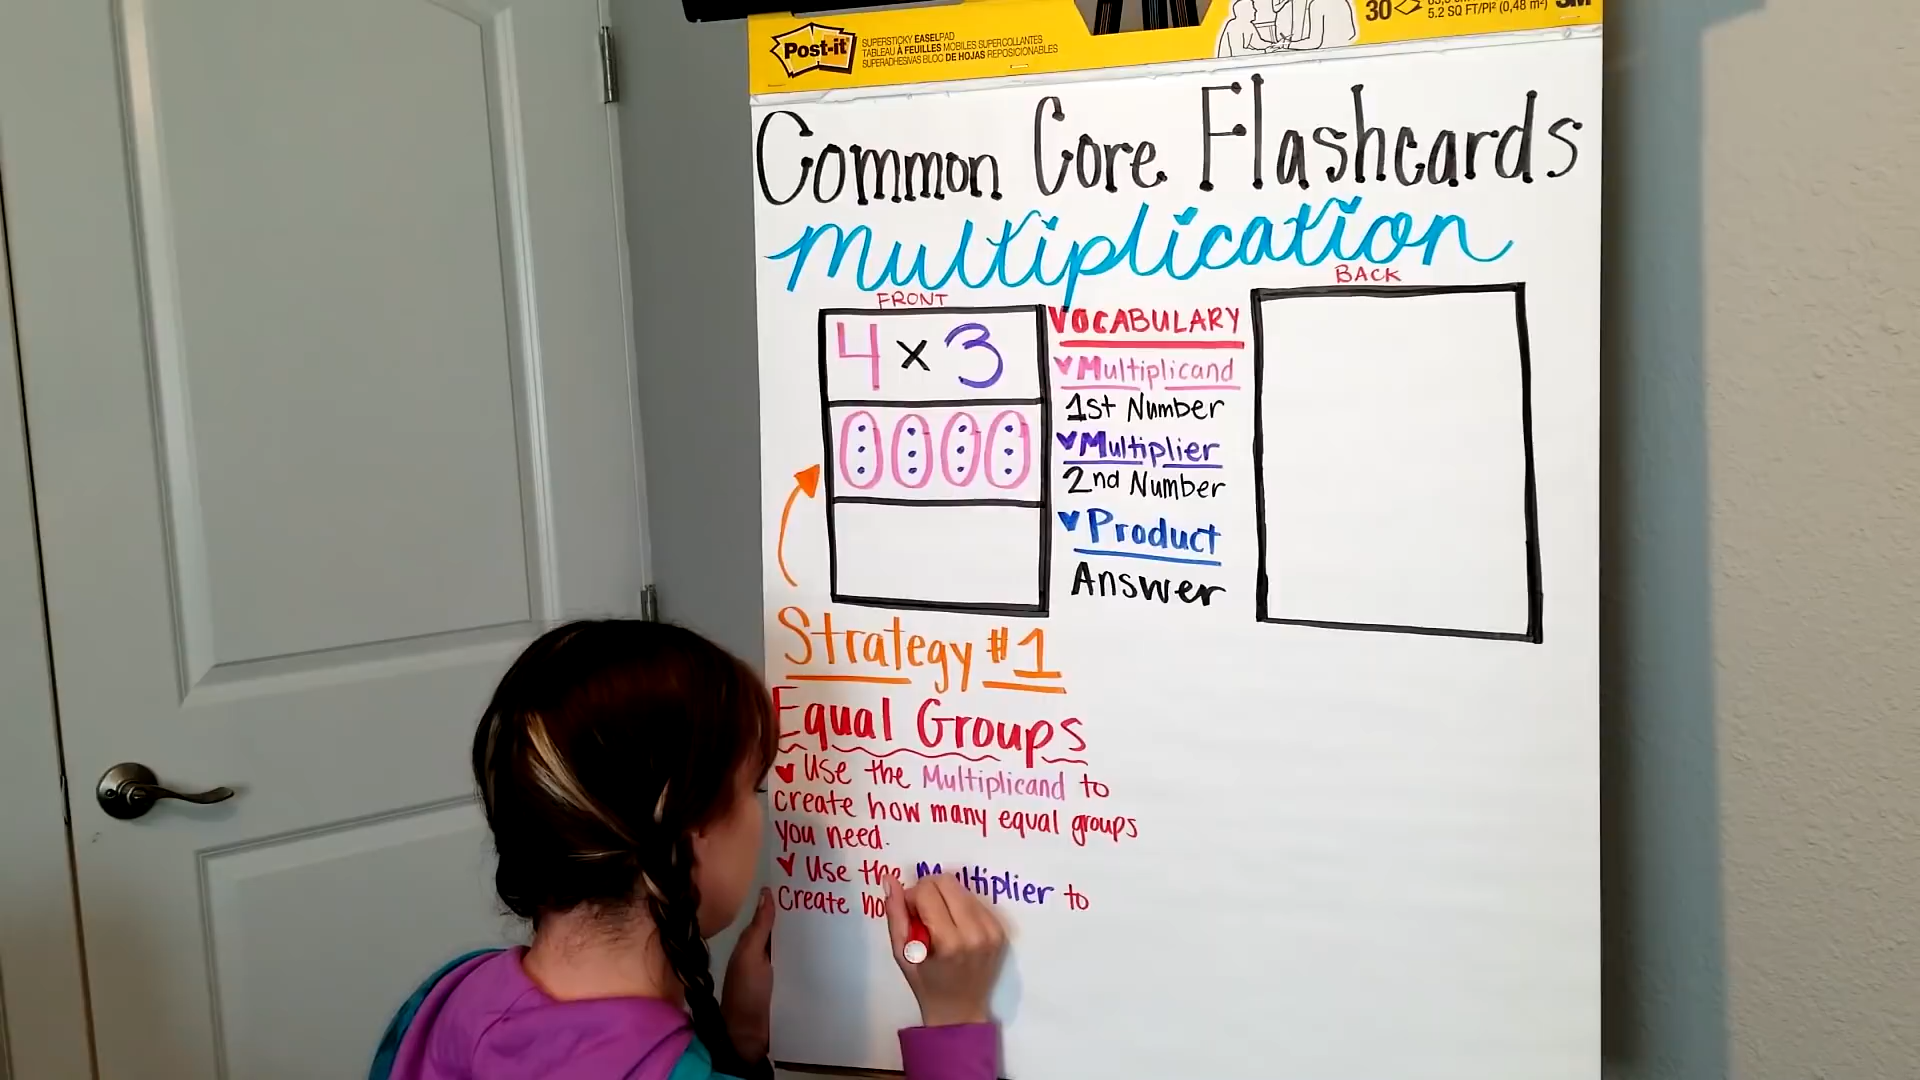 Post-it
SUPERSTICKY EASEL PAD
TABLEAU À FEUILLES MOBILES SUPERCOLLANTES
SUPERADHESIVAS BLOC DE HOJAS REPOSICIONABLES
30
5.2 SQ FT/PI² (0,48 m²)
3M
Common Core Flashcards
Multiplication
FRONT
BACK
4 x 3
VOCABULARY
Multiplicand
1st Number
Multiplier
2nd Number
Product
Answer
Strategy #1
Equal Groups
Use the Multiplicand to
create how many equal groups
you need.
Use the Multiplier to
Create